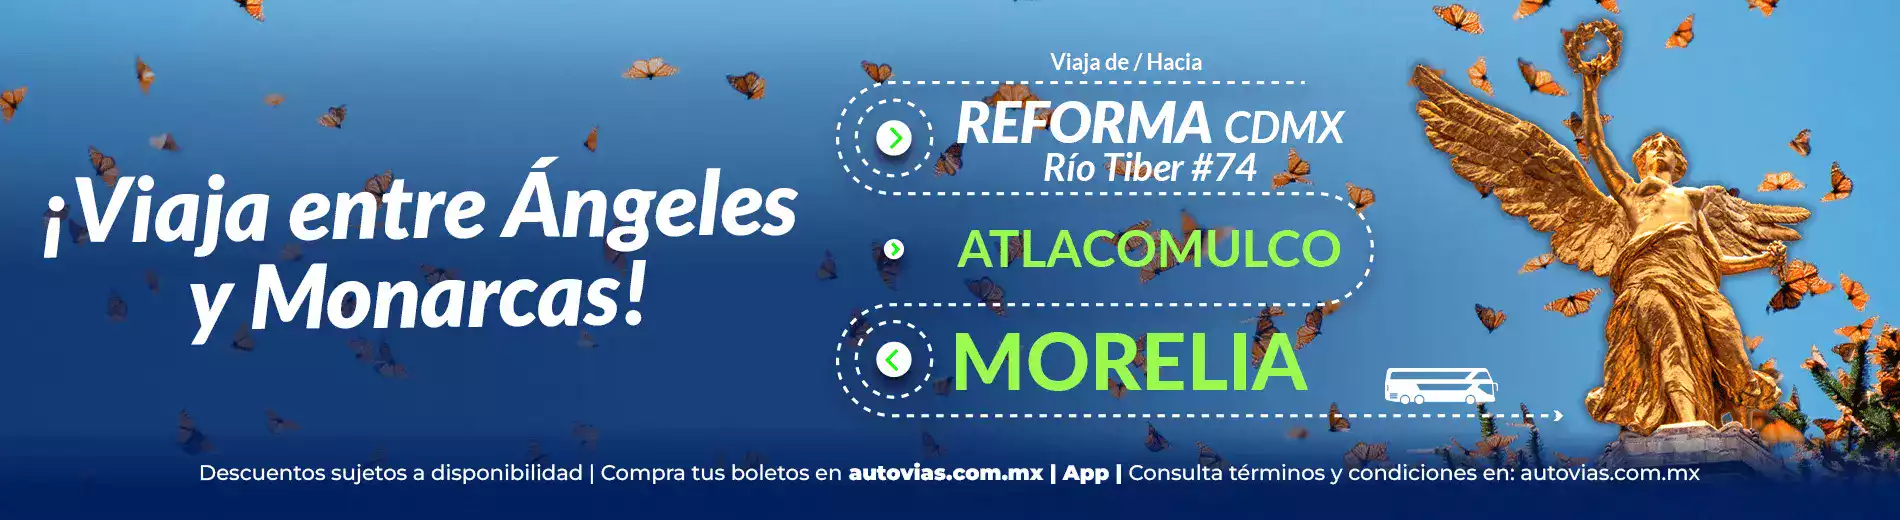 ¡Viaja entre Ángeles
y Monarcas!
Viaja de / Hacia
REFORMA CDMX
Río Tiber #74
ATLACOMULCO
MORELIA
Descuentos sujetos a disponibilidad | Compra tus boletos en autovias.com.mx | App | Consulta términos y condiciones en: autovias.com.mx